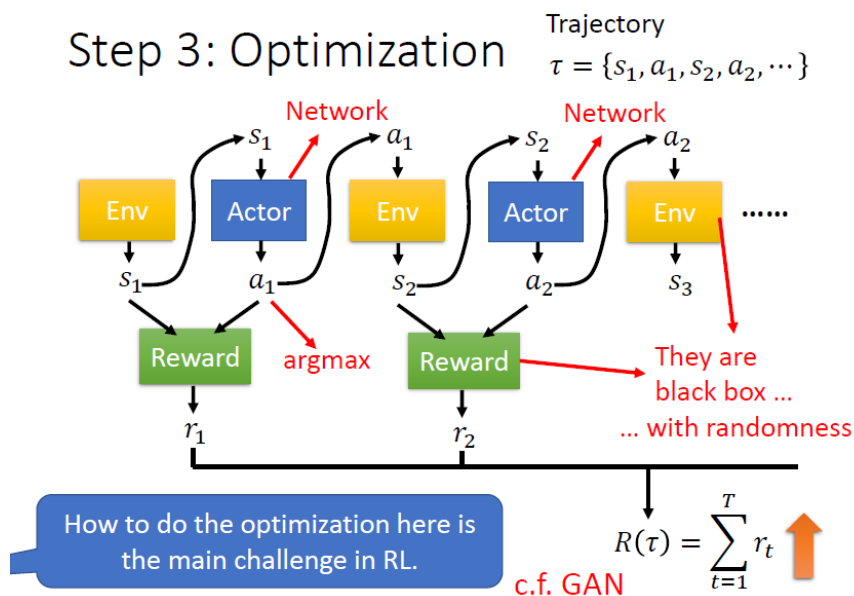 Step 3: Optimization
Trajectory
τ = {s₁, a₁, s₂, a₂, ⋯}
Network
Network
s₁
a₁
s₂
a₂
Env
Actor
Env
Actor
Env
……
s₁
a₁
s₂
a₂
s₃
Reward
argmax
Reward
They are
black box …
… with randomness
r₁
r₂
How to do the optimization here is
the main challenge in RL.
c.f. GAN
R(τ) = ∑ₜ₌₁ᵀ rₜ